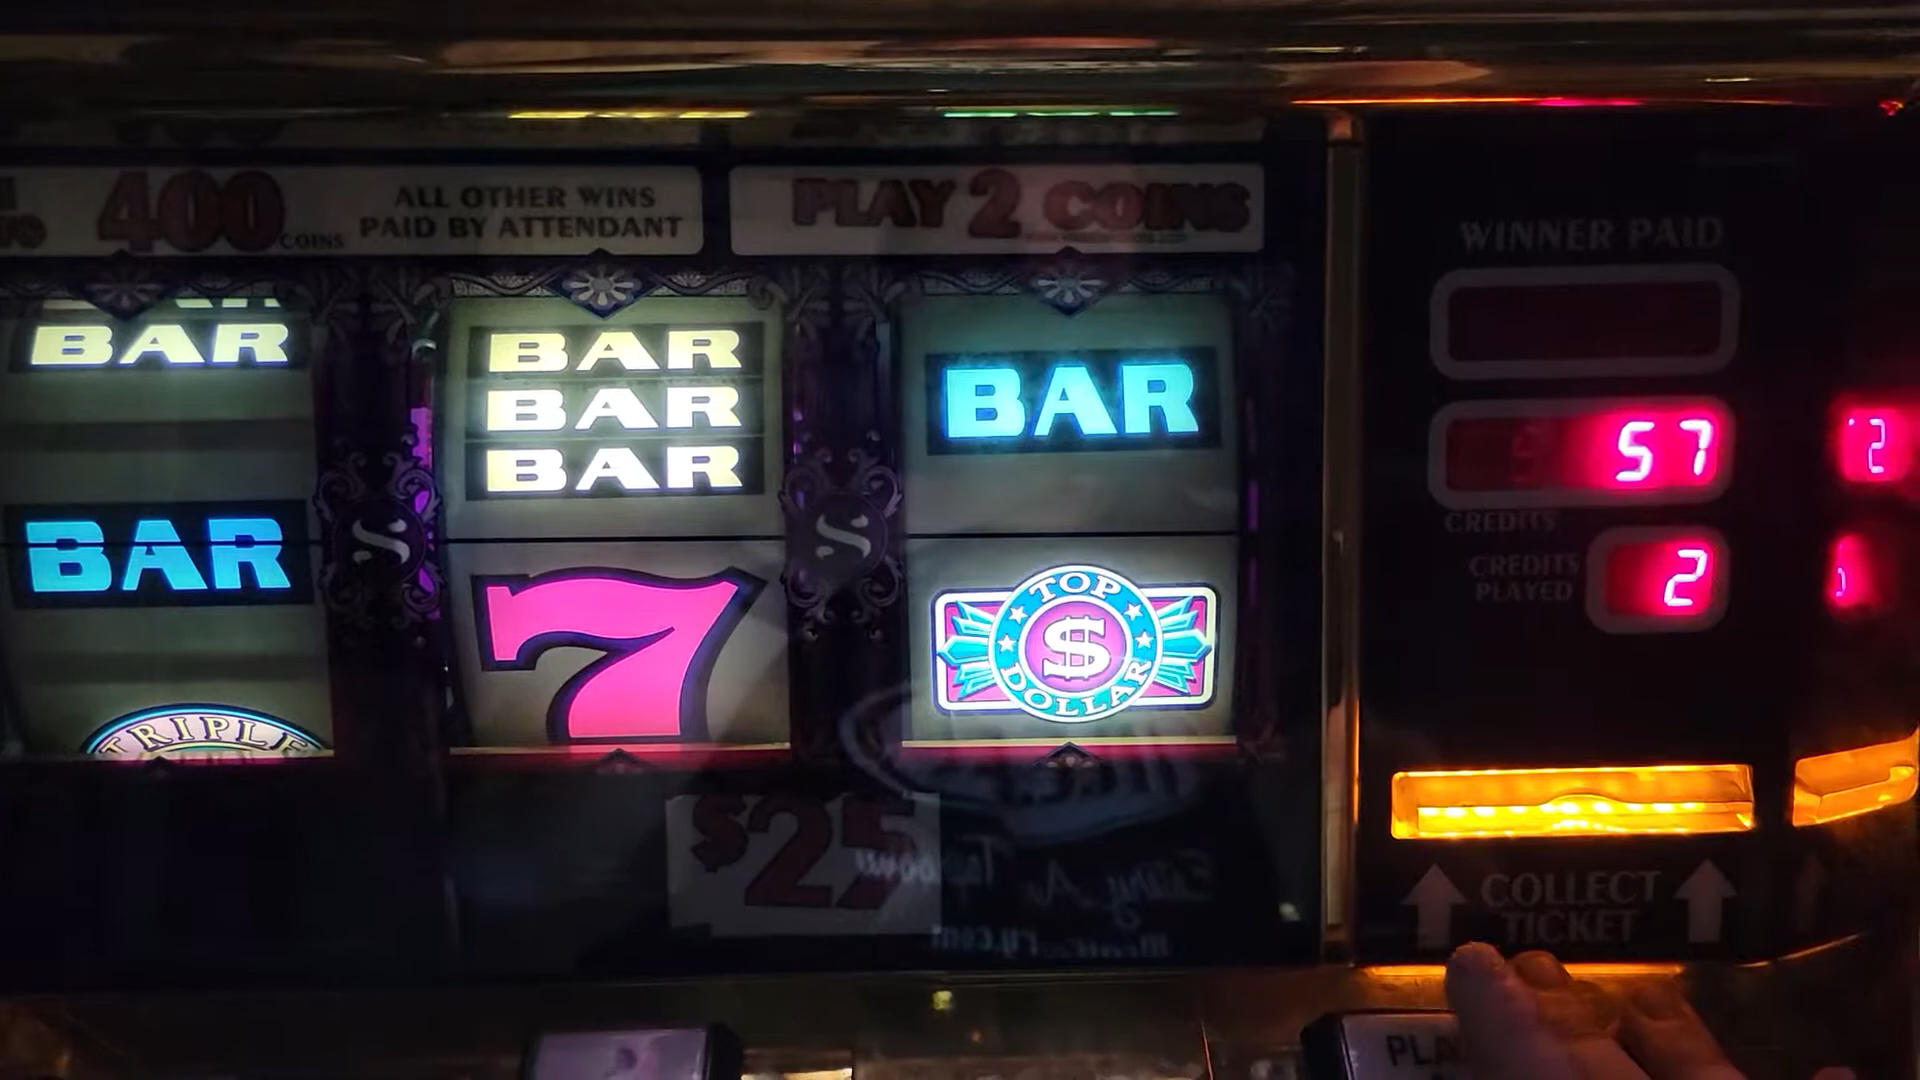 400
COINS
ALL OTHER WINS
PAID BY ATTENDANT
PLAY 2 COINS
WINNER PAID
BAR
BAR
BAR
BAR
BAR
57
2
CREDITS
BAR
CREDITS
PLAYED
2
7
TOP
$
DOLLAR
TRIPLE
$25
COLLECT
TICKET